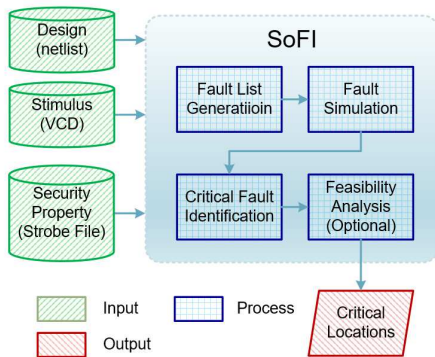 Design
(netlist)
Stimulus
(VCD)
Security
Property
(Strobe File)
SoFI
Fault List
Generatioin
Fault
Simulation
Critical Fault
Identification
Feasibility
Analysis
(Optional)
Critical
Locations
Input
Process
Output